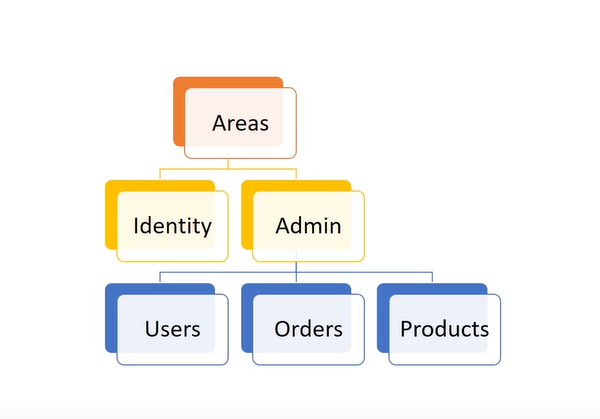 Areas
Identity
Admin
Users
Orders
Products